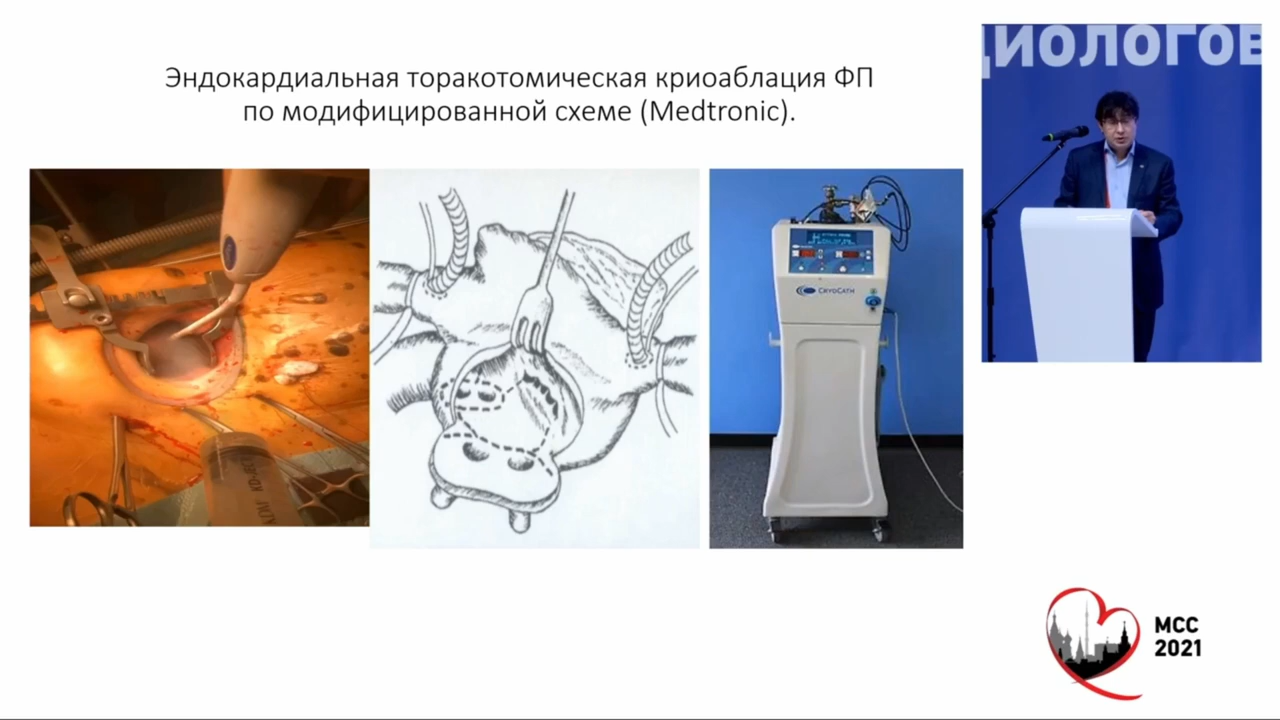 Эндокардиальная торакотомическая криоаблация ФП
по модифицированной схеме (Medtronic).
диологов
CryoCath
МСС
2021